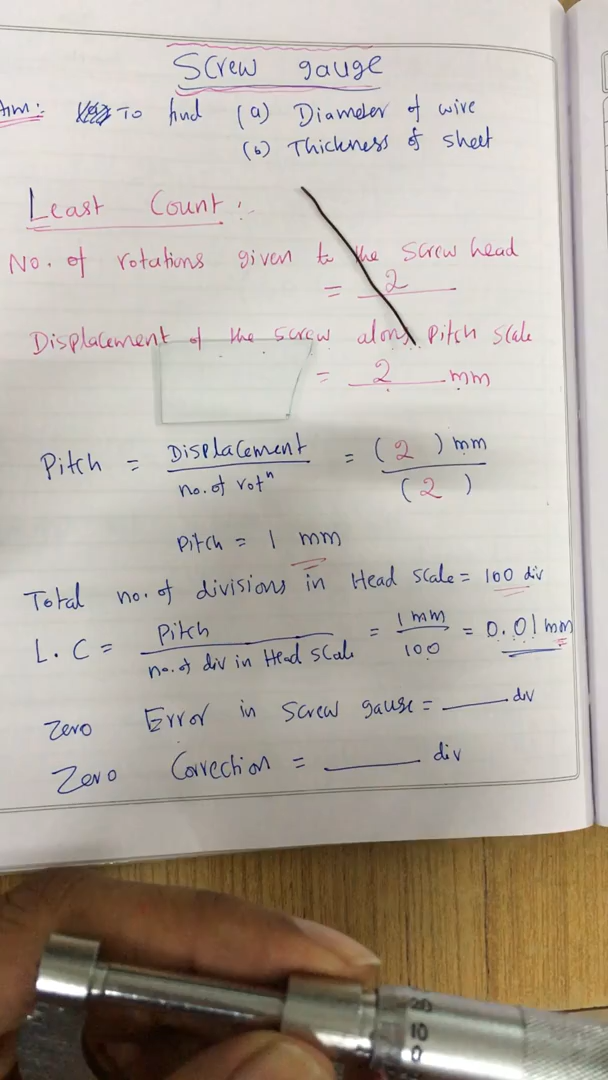 Screw gauge
Aim: To find (a) Diameter of wire
(b) Thickness of sheet
Least Count :-
No. of rotations given to the screw head
= 2
Displacement of the screw along Pitch scale
= 2 mm
Pitch = Displacement / no. of rotⁿ = (2) mm / (2)
Pitch = 1 mm
Total no. of divisions in Head scale = 100 div
L.C = Pitch / no. of div in Head scale = 1 mm / 100 = 0.01 mm
Zero Error in screw gauge = ____ div
Zero Correction = ____ div
20
10
0